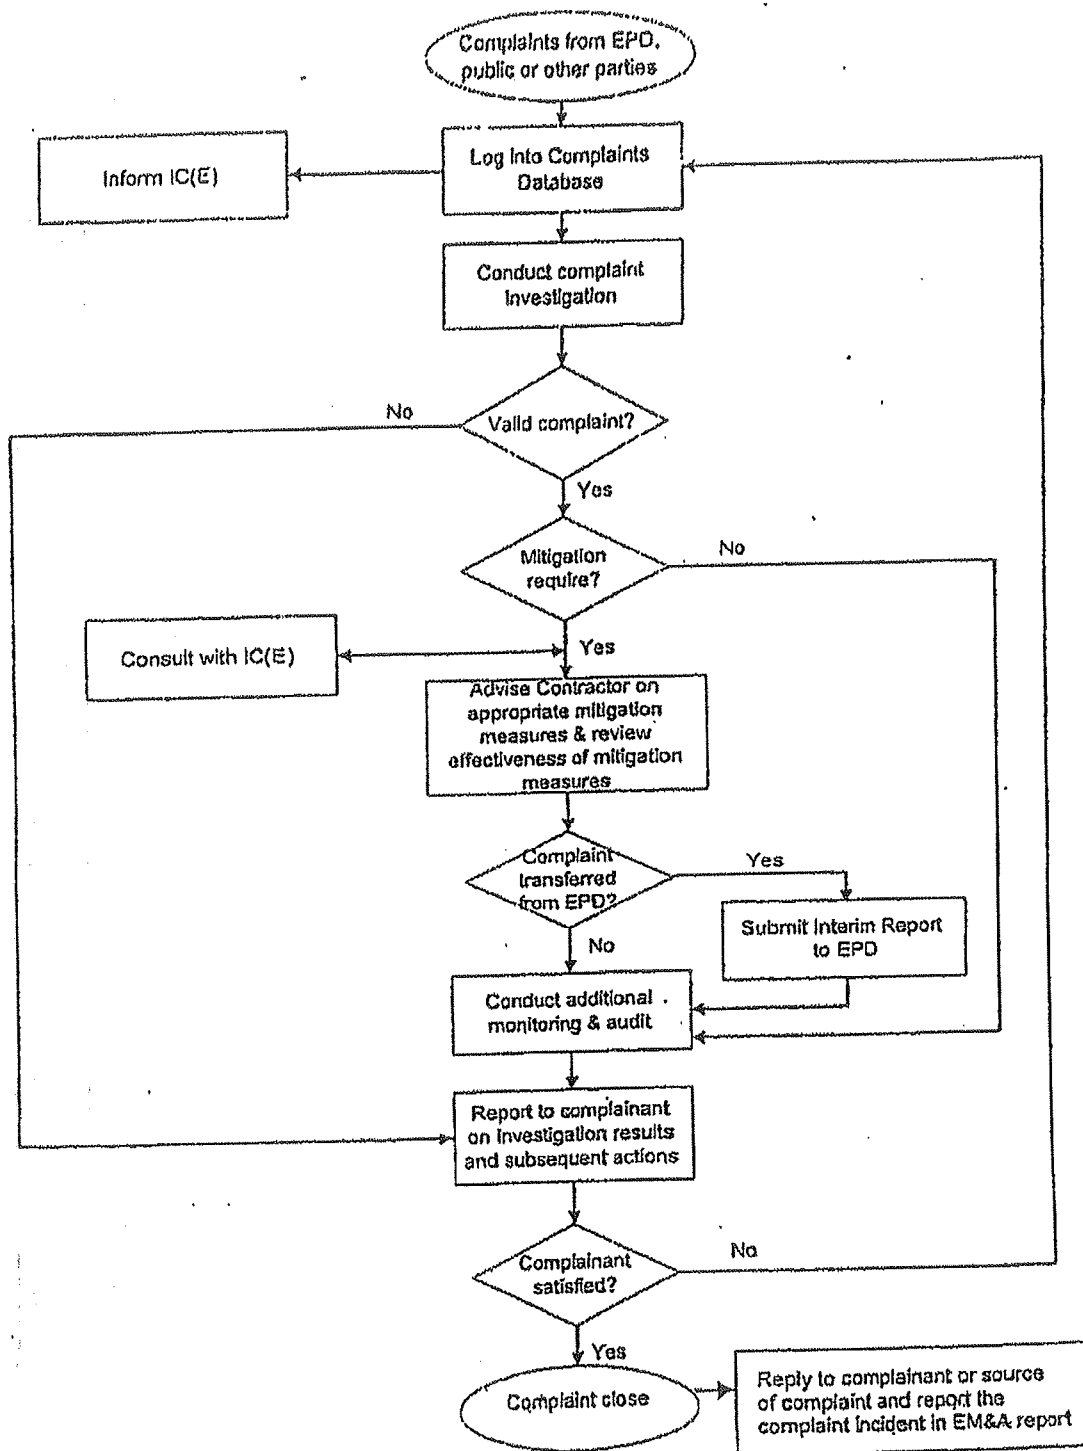 Complaints from EPD,
public or other parties
Log Into Complaints
Database
Inform IC(E)
Conduct complaint
Investigation
No
Valid complaint?
Yes
Mitigation
require?
No
Yes
Consult with IC(E)
Advise Contractor on
appropriate mitigation
measures & review
effectiveness of mitigation
measures
Complaint
transferred
from EPD?
Yes
Submit Interim Report
to EPD
No
Conduct additional
monitoring & audit
Report to complainant
on Investigation results
and subsequent actions
Complainant
satisfied?
No
Yes
Complaint close
Reply to complainant or source
of complaint and report the
complaint incident in EM&A report